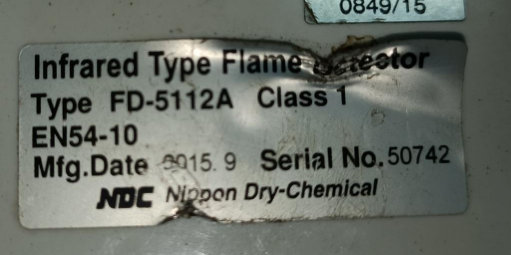 0849/15
Infrared Type Flame Detector
Type FD-5112A Class 1
EN54-10
Mfg.Date 2015.9 Serial No.50742
NDC Nippon Dry-Chemical